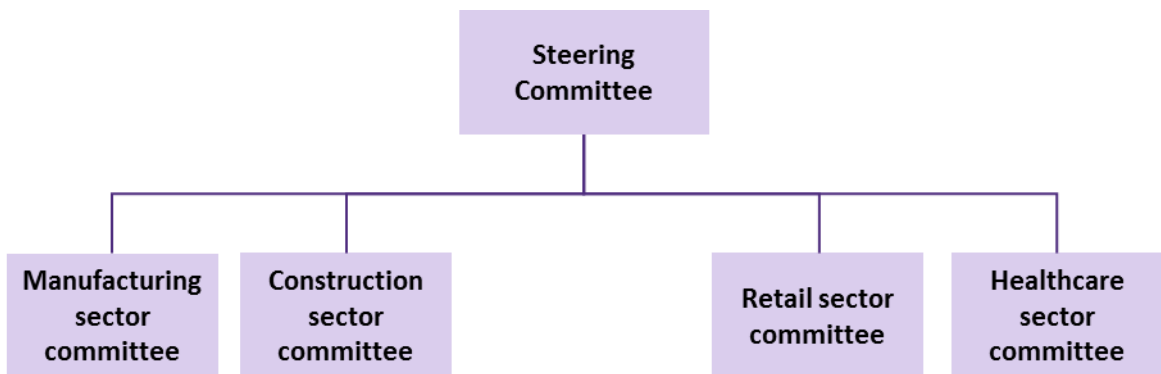 Steering
Committee
Manufacturing
sector
committee
Construction
sector
committee
Retail sector
committee
Healthcare
sector
committee